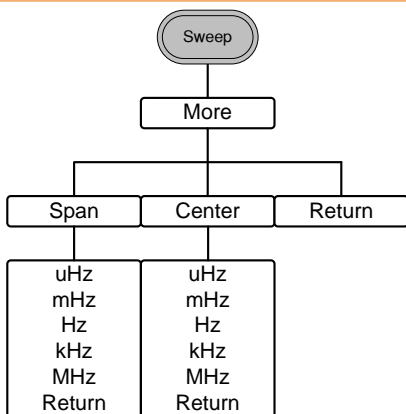 Sweep
More
Span
Center
Return
uHz
mHz
Hz
kHz
MHz
Return
uHz
mHz
Hz
kHz
MHz
Return